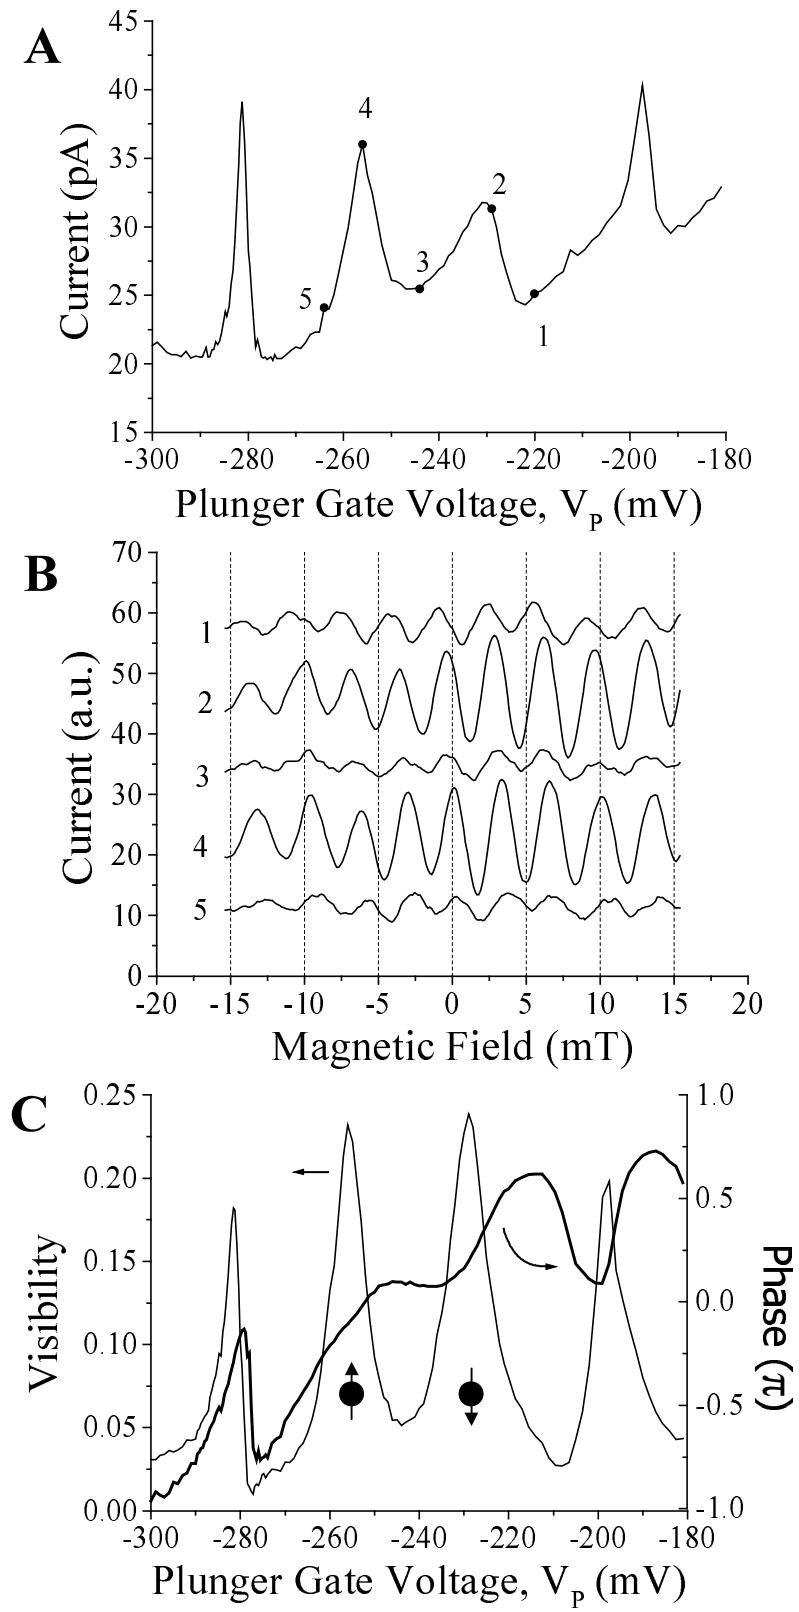 A
45
40
35
30
25
20
15
Current (pA)
4
2
3
5
1
-300 -280 -260 -240 -220 -200 -180
Plunger Gate Voltage, VP (mV)
B
70
60
50
40
30
20
10
0
Current (a.u.)
1
2
3
4
5
-20 -15 -10 -5 0 5 10 15 20
Magnetic Field (mT)
C
0.25
0.20
0.15
0.10
0.05
0.00
Visibility
1.0
0.5
0.0
-0.5
-1.0
Phase (π)
-300 -280 -260 -240 -220 -200 -180
Plunger Gate Voltage, VP (mV)